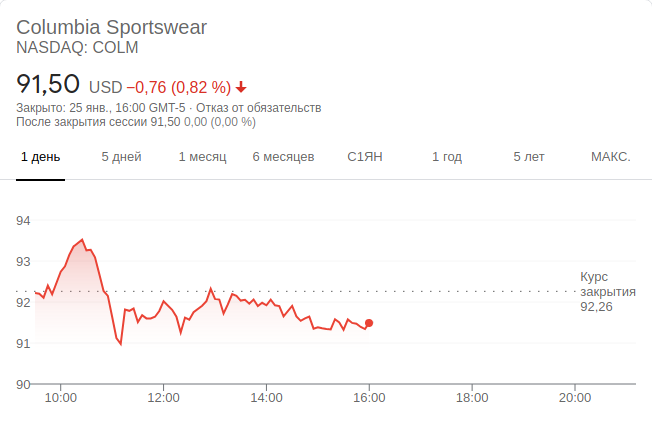 Columbia Sportswear
NASDAQ: COLM
91,50 USD −0,76 (0,82 %)
Закрыто: 25 янв., 16:00 GMT-5 · Отказ от обязательств
После закрытия сессии 91,50 0,00 (0,00 %)
1 день 5 дней 1 месяц 6 месяцев С1ЯН 1 год 5 лет МАКС.
94
93
Курс
закрытия
92,26
92
91
90
10:00 12:00 14:00 16:00 18:00 20:00